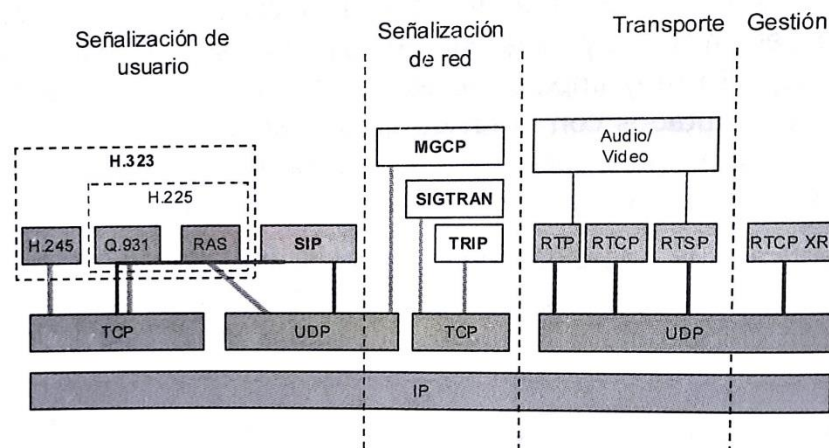 Señalización de
usuario
Señalización
de red
Transporte
Gestión
H.323
H.225
H.245
Q.931
RAS
SIP
MGCP
SIGTRAN
TRIP
Audio/
Video
RTP
RTCP
RTSP
RTCP XR
TCP
UDP
TCP
UDP
IP